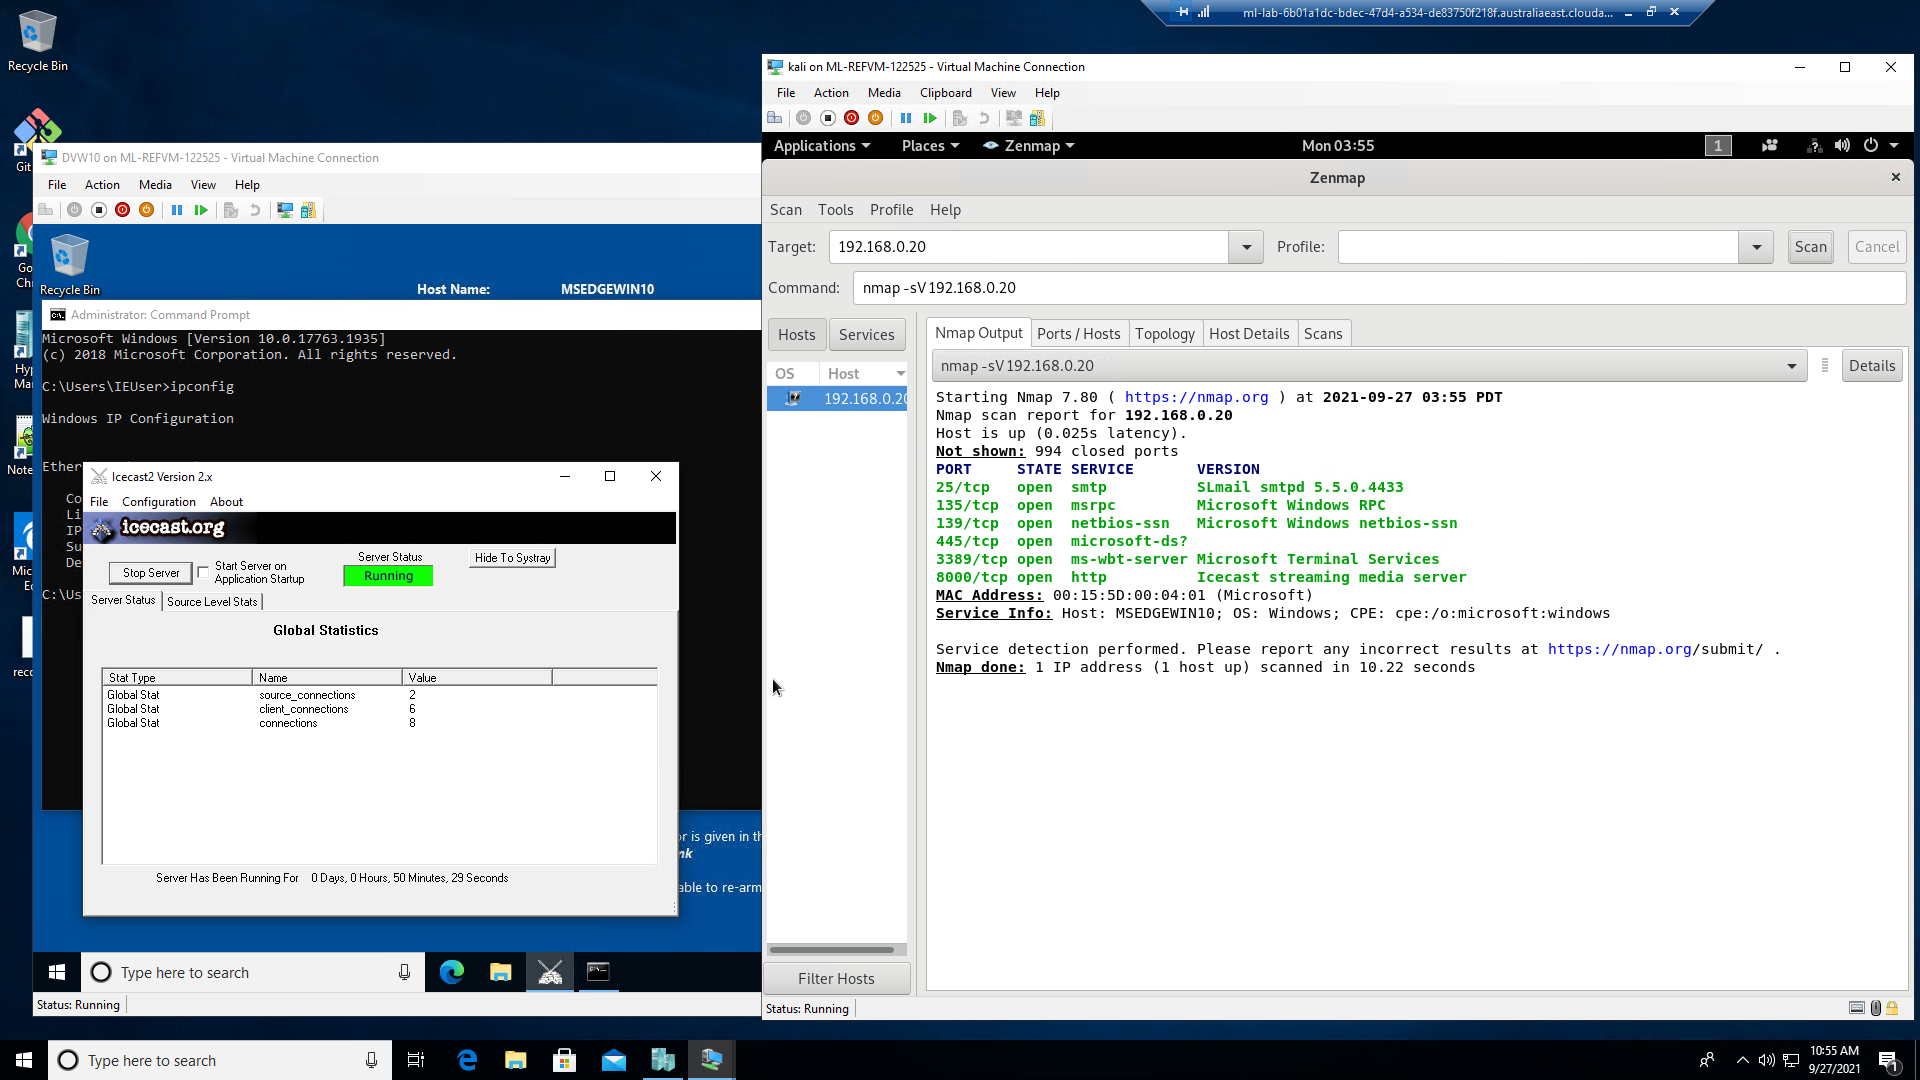 ml-lab-6b01a1dc-bdec-47d4-a534-de83750f218f.australiaeast.clouda...
Recycle Bin
Git
Go
Chr
Hyp
Mar
Note
Mic
Ed
DVW10 on ML-REFVM-122525 - Virtual Machine Connection
File Action Media View Help
Recycle Bin
Host Name: MSEDGEWIN10
Administrator: Command Prompt
Microsoft Windows [Version 10.0.17763.1935]
(c) 2018 Microsoft Corporation. All rights reserved.
C:\Users\IEUser>ipconfig
Windows IP Configuration
Ether
Co
Li
IP
Su
De
C:\Us
Icecast2 Version 2.x
File Configuration About
icecast.org
Stop Server
Start Server on
Application Startup
Server Status
Running
Hide To Systray
Server Status Source Level Stats
Global Statistics
Stat Type Name Value
Global Stat source_connections 2
Global Stat client_connections 6
Global Stat connections 8
Server Has Been Running For 0 Days, 0 Hours, 50 Minutes, 29 Seconds
or is given in th
nk
able to re-arm
Type here to search
Status: Running
kali on ML-REFVM-122525 - Virtual Machine Connection
File Action Media View Help
Applications Places Zenmap Mon 03:55 1
Zenmap
Scan Tools Profile Help
Target: 192.168.0.20 Profile: Scan Cancel
Command: nmap -sV 192.168.0.20
Hosts Services
Nmap Output Ports / Hosts Topology Host Details Scans
OS Host
192.168.0.20
nmap -sV 192.168.0.20 Details
Starting Nmap 7.80 ( https://nmap.org ) at 2021-09-27 03:55 PDT
Nmap scan report for 192.168.0.20
Host is up (0.025s latency).
Not shown: 994 closed ports
PORT STATE SERVICE VERSION
25/tcp open smtp SLmail smtpd 5.5.0.4433
135/tcp open msrpc Microsoft Windows RPC
139/tcp open netbios-ssn Microsoft Windows netbios-ssn
445/tcp open microsoft-ds?
3389/tcp open ms-wbt-server Microsoft Terminal Services
8000/tcp open http Icecast streaming media server
MAC Address: 00:15:5D:00:04:01 (Microsoft)
Service Info: Host: MSEDGEWIN10; OS: Windows; CPE: cpe:/o:microsoft:windows
Service detection performed. Please report any incorrect results at https://nmap.org/submit/ .
Nmap done: 1 IP address (1 host up) scanned in 10.22 seconds
Filter Hosts
Status: Running
Type here to search
10:55 AM
9/27/2021
1